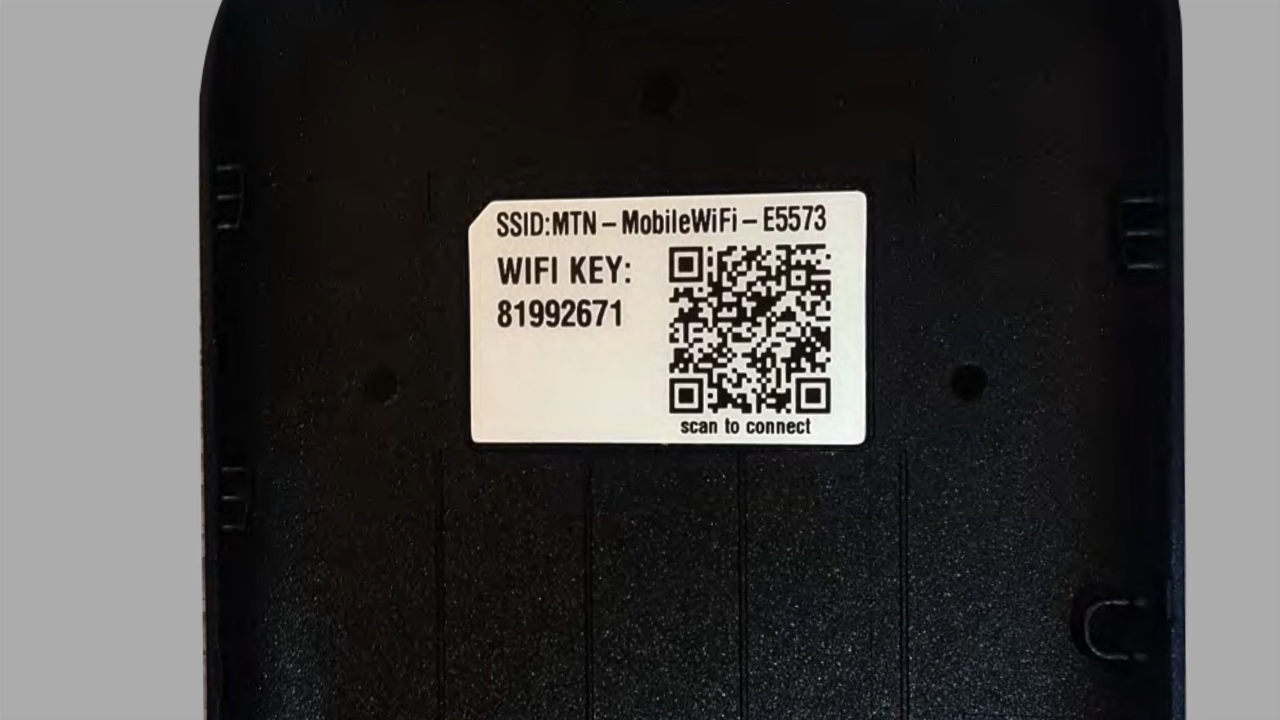 SSID:MTN – MobileWiFi – E5573
WIFI KEY:
81992671
scan to connect